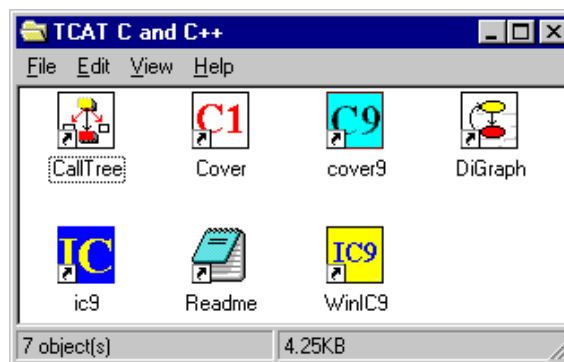 TCAT C and C++
File Edit View Help
C1 C9
CallTree Cover cover9 DiGraph
IC IC9
ic9 Readme WinIC9
7 object(s) 4.25KB